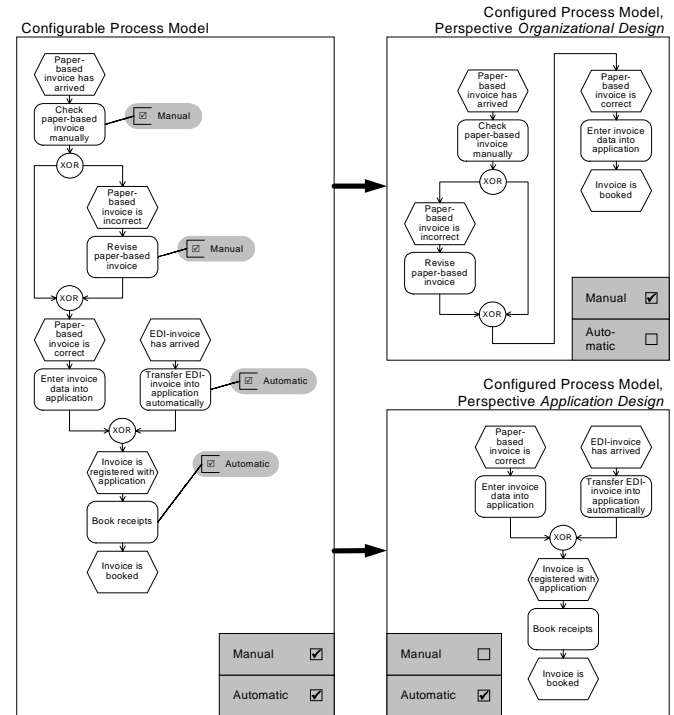 Configurable Process Model
Paper-
based
invoice has
arrived
Check
paper-based
invoice
manually
☑ Manual
XOR
Paper-
based
invoice is
incorrect
Revise
paper-based
invoice
☑ Manual
XOR
Paper-
based
invoice is
correct
EDI-invoice
has arrived
Enter invoice
data into
application
Transfer EDI-
invoice into
application
automatically
☑ Automatic
XOR
Invoice is
registered with
application
☑ Automatic
Book receipts
Invoice is
booked
Manual ☑
Automatic ☑
Configured Process Model,
Perspective Organizational Design
Paper-
based
invoice has
arrived
Check
paper-based
invoice
manually
XOR
Paper-
based
invoice is
incorrect
Revise
paper-based
invoice
XOR
Paper-
based
invoice is
correct
Enter invoice
data into
application
Invoice is
booked
Manual ☑
Auto-
matic ☐
Configured Process Model,
Perspective Application Design
Paper-
based
invoice is
correct
EDI-invoice
has arrived
Enter invoice
data into
application
Transfer EDI-
invoice into
application
automatically
XOR
Invoice is
registered with
application
Book receipts
Invoice is
booked
Manual ☐
Automatic ☑